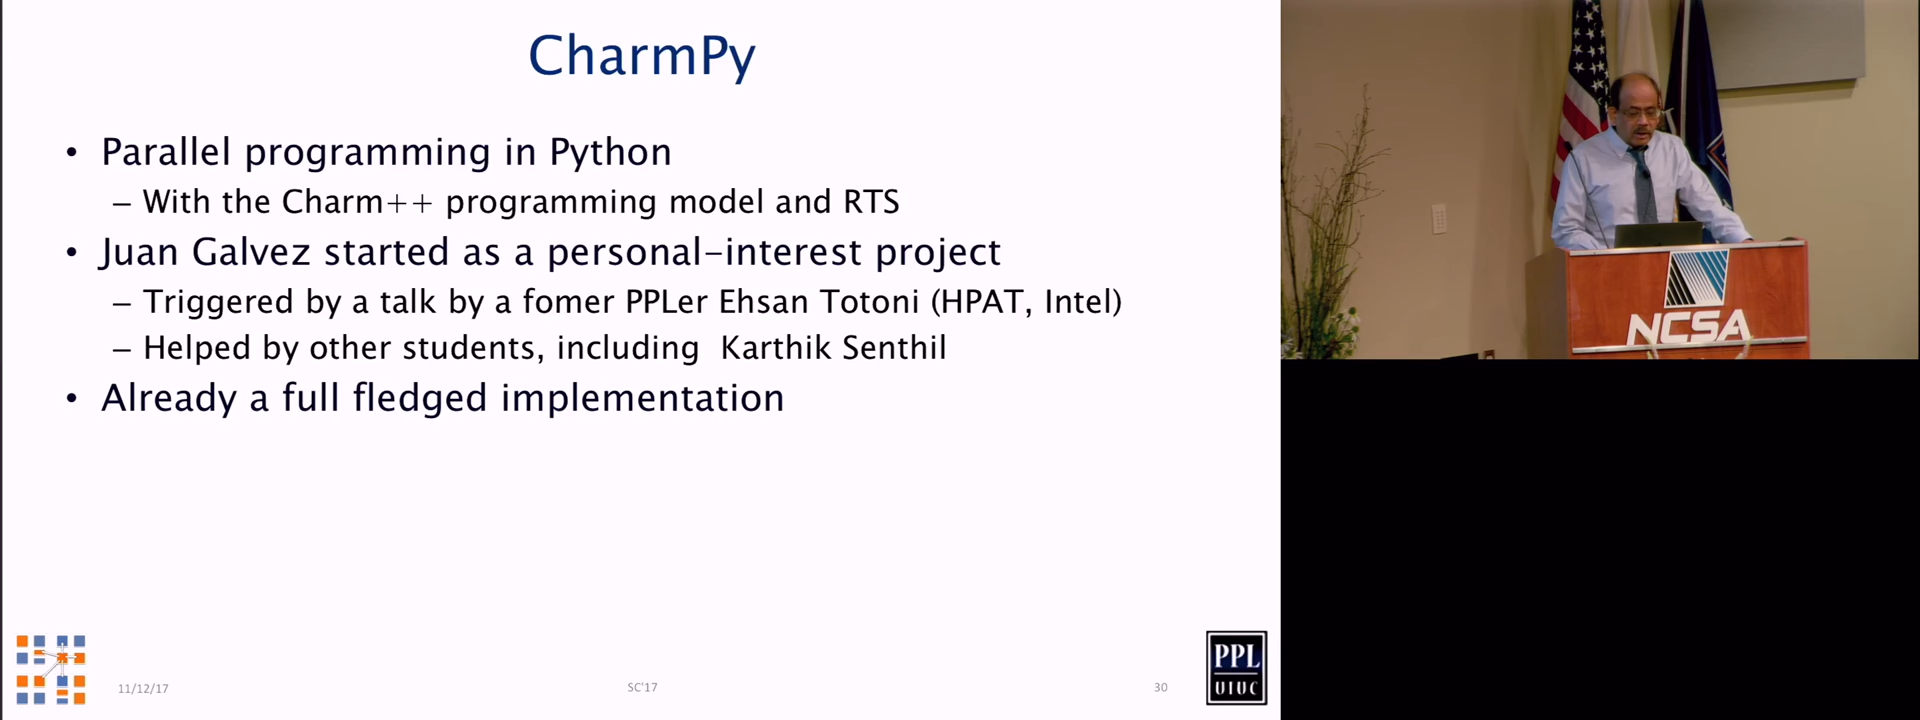 CharmPy
• Parallel programming in Python
– With the Charm++ programming model and RTS
• Juan Galvez started as a personal-interest project
– Triggered by a talk by a fomer PPLer Ehsan Totoni (HPAT, Intel)
– Helped by other students, including Karthik Senthil
• Already a full fledged implementation
11/12/17
SC'17
30
PPL
UIUC
NCSA